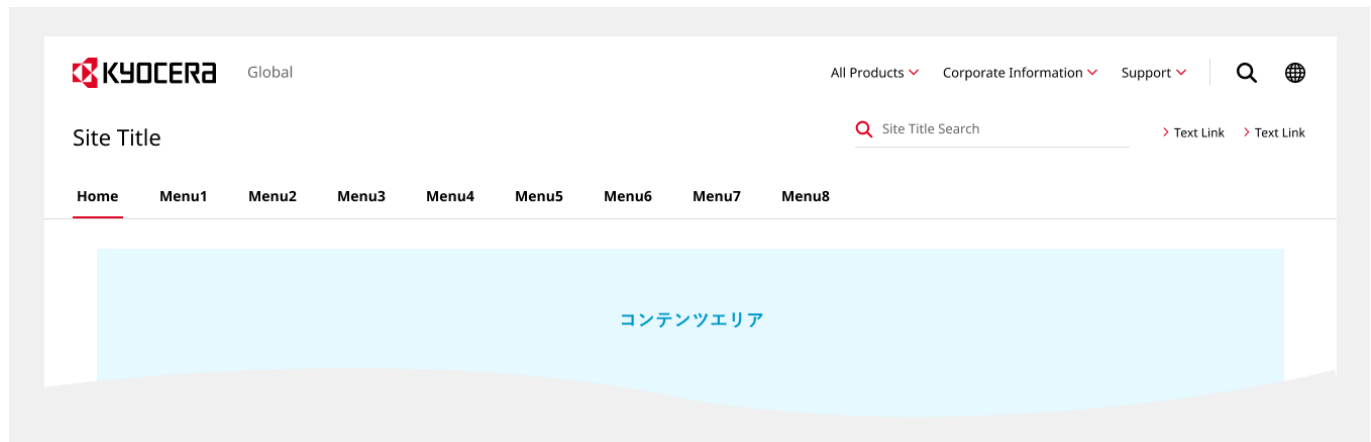 KYOCERA Global All Products Corporate Information Support
Site Title Site Title Search Text Link Text Link
Home Menu1 Menu2 Menu3 Menu4 Menu5 Menu6 Menu7 Menu8
コンテンツエリア